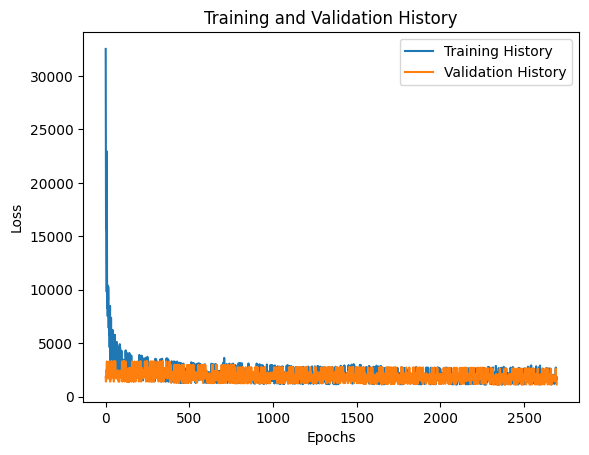 Training and Validation History
Training History
Validation History
Loss
30000
25000
20000
15000
10000
5000
0
0 500 1000 1500 2000 2500
Epochs